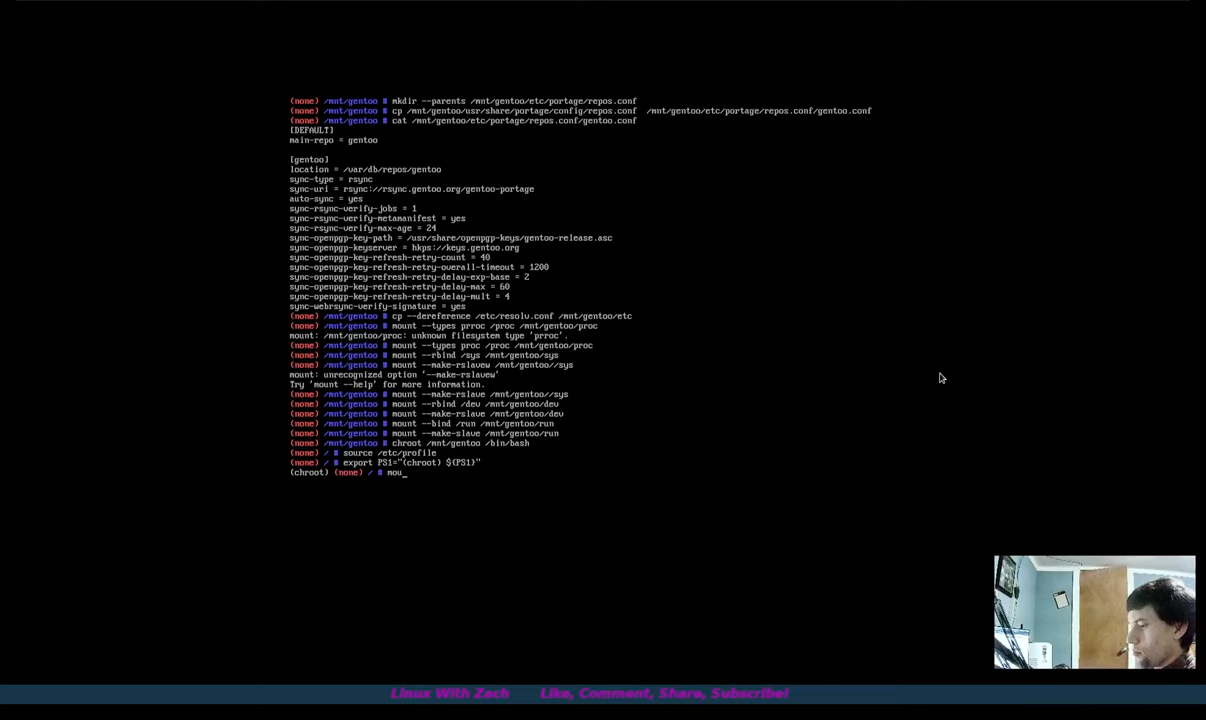 (none) /mnt/gentoo # mkdir --parents /mnt/gentoo/etc/portage/repos.conf
(none) /mnt/gentoo # cp /mnt/gentoo/usr/share/portage/config/repos.conf  /mnt/gentoo/etc/portage/repos.conf/gentoo.conf
(none) /mnt/gentoo # cat /mnt/gentoo/etc/portage/repos.conf/gentoo.conf
[DEFAULT]
main-repo = gentoo
[gentoo]
location = /var/db/repos/gentoo
sync-type = rsync
sync-uri = rsync://rsync.gentoo.org/gentoo-portage
auto-sync = yes
sync-rsync-verify-jobs = 1
sync-rsync-verify-metamanifest = yes
sync-rsync-verify-max-age = 24
sync-openpgp-key-path = /usr/share/openpgp-keys/gentoo-release.asc
sync-openpgp-keyserver = hkps://keys.gentoo.org
sync-openpgp-key-refresh-retry-count = 40
sync-openpgp-key-refresh-retry-overall-timeout = 1200
sync-openpgp-key-refresh-retry-delay-exp-base = 2
sync-openpgp-key-refresh-retry-delay-max = 60
sync-openpgp-key-refresh-retry-delay-mult = 4
sync-webrsync-verify-signature = yes
(none) /mnt/gentoo # cp --dereference /etc/resolv.conf /mnt/gentoo/etc
(none) /mnt/gentoo # mount --types prroc /proc /mnt/gentoo/proc
mount: /mnt/gentoo/proc: unknown filesystem type 'prroc'.
(none) /mnt/gentoo # mount --types proc /proc /mnt/gentoo/proc
(none) /mnt/gentoo # mount --rbind /sys /mnt/gentoo/sys
(none) /mnt/gentoo # mount --make-rslavew /mnt/gentoo//sys
mount: unrecognized option '--make-rslavew'
Try 'mount --help' for more information.
(none) /mnt/gentoo # mount --make-rslave /mnt/gentoo//sys
(none) /mnt/gentoo # mount --rbind /dev /mnt/gentoo/dev
(none) /mnt/gentoo # mount --make-rslave /mnt/gentoo/dev
(none) /mnt/gentoo # mount --bind /run /mnt/gentoo/run
(none) /mnt/gentoo # mount --make-slave /mnt/gentoo/run
(none) /mnt/gentoo # chroot /mnt/gentoo /bin/bash
(none) / # source /etc/profile
(none) / # export PS1="(chroot) ${PS1}"
(chroot) (none) / # mou_
Linux With Zach Like, Comment, Share, Subscribe!